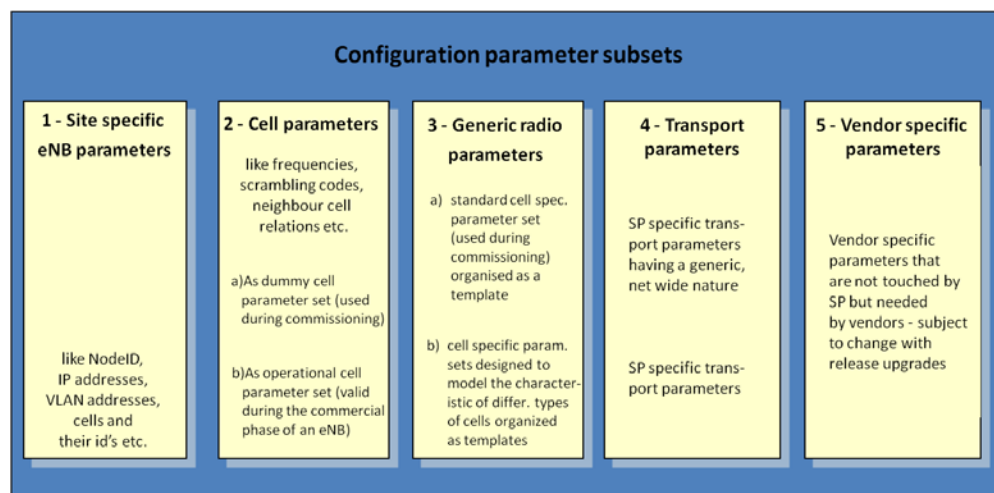 Configuration parameter subsets
1 - Site specific
eNB parameters
like NodeID,
IP addresses,
VLAN addresses,
cells and
their id's etc.
2 - Cell parameters
like frequencies,
scrambling codes,
neighbour cell
relations etc.
a)As dummy cell
parameter set (used
during commissioning)
b)As operational cell
parameter set (valid
during the commercial
phase of an eNB)
3 - Generic radio
parameters
a) standard cell spec.
parameter set
(used during
commissioning)
organised as a
template
b) cell specific param.
sets designed to
model the character-
istic of differ. types
of cells organized
as templates
4 - Transport
parameters
SP specific trans-
port parameters
having a generic,
net wide nature
SP specific trans-
port parameters
5 - Vendor specific
parameters
Vendor specific
parameters that
are not touched by
SP but needed
by vendors - subject
to change with
release upgrades